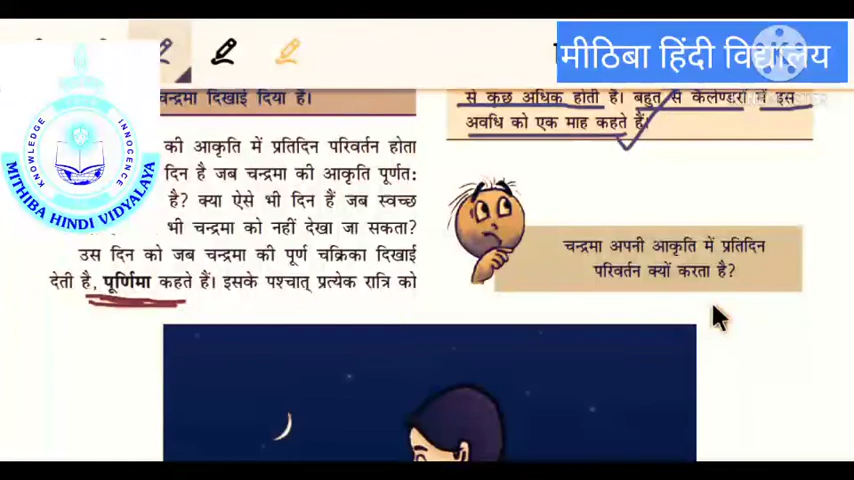 मीठिबा हिंदी विद्यालय
KNOWLEDGE
INNOCENCE
MITHIBA HINDI VIDYALAYA
चन्द्रमा दिखाई दिया है।
की आकृति में प्रतिदिन परिवर्तन होता
दिन है जब चन्द्रमा की आकृति पूर्णत:
है? क्या ऐसे भी दिन हैं जब स्वच्छ
भी चन्द्रमा को नहीं देखा जा सकता?
उस दिन को जब चन्द्रमा की पूर्ण चक्रिका दिखाई
देती है, पूर्णिमा कहते हैं। इसके पश्चात् प्रत्येक रात्रि को
से कुछ अधिक होती है। बहुत से कैलेण्डरों में इस
अवधि को एक माह कहते हैं।
चन्द्रमा अपनी आकृति में प्रतिदिन
परिवर्तन क्यों करता है?